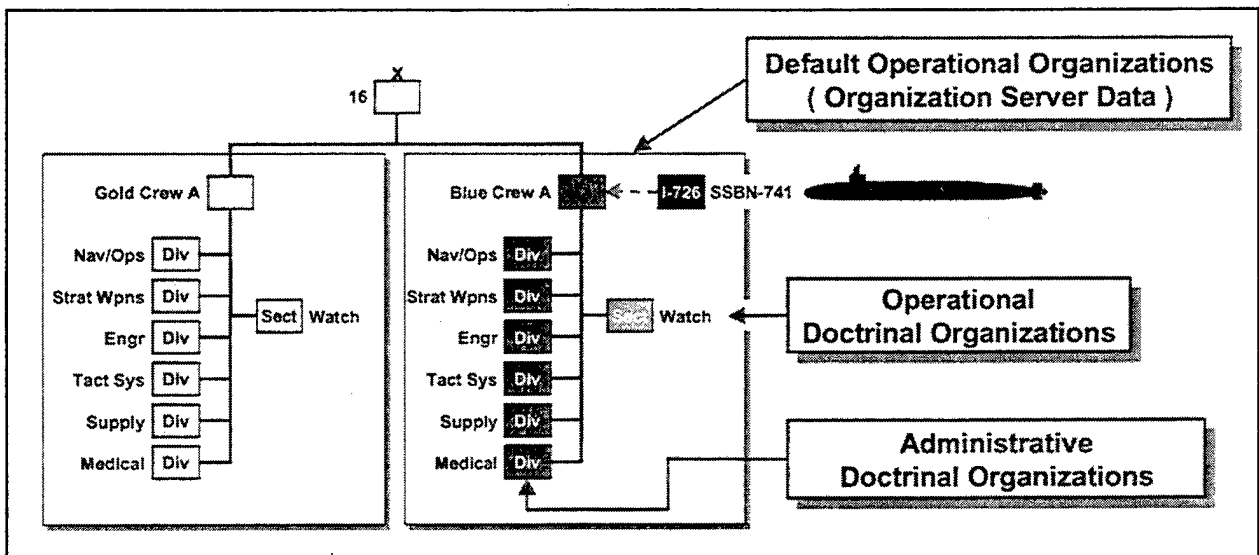 Default Operational Organizations
( Organization Server Data )
X
16
Gold Crew A
Blue Crew A
I-726
SSBN-741
Nav/Ops Div
Strat Wpns Div
Engr Div
Tact Sys Div
Supply Div
Medical Div
Sect Watch
Nav/Ops Div
Strat Wpns Div
Engr Div
Tact Sys Div
Supply Div
Medical Div
Sect Watch
Operational
Doctrinal Organizations
Administrative
Doctrinal Organizations